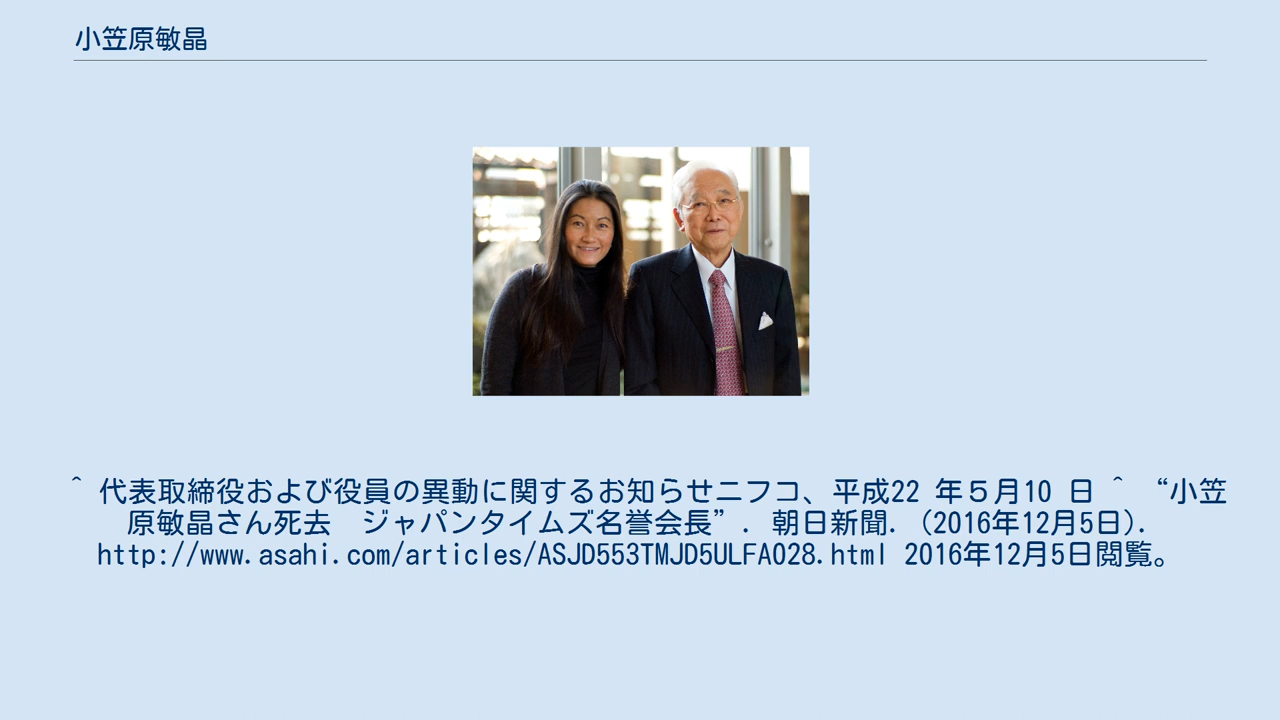 小笠原敏晶
^ 代表取締役および役員の異動に関するお知らせニフコ、平成22 年５月10 日 ^ “小笠
原敏晶さん死去　ジャパンタイムズ名誉会長”. 朝日新聞. (2016年12月5日).
http://www.asahi.com/articles/ASJD553TMJD5ULFA028.html 2016年12月5日閲覧。